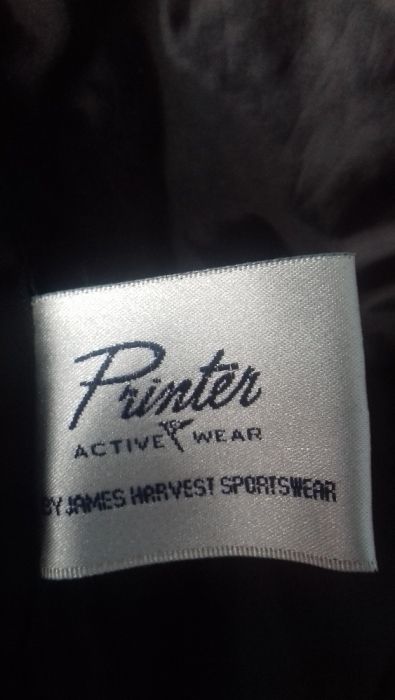 Printer
ACTIVE WEAR
BY JAMES HARVEST SPORTSWEAR